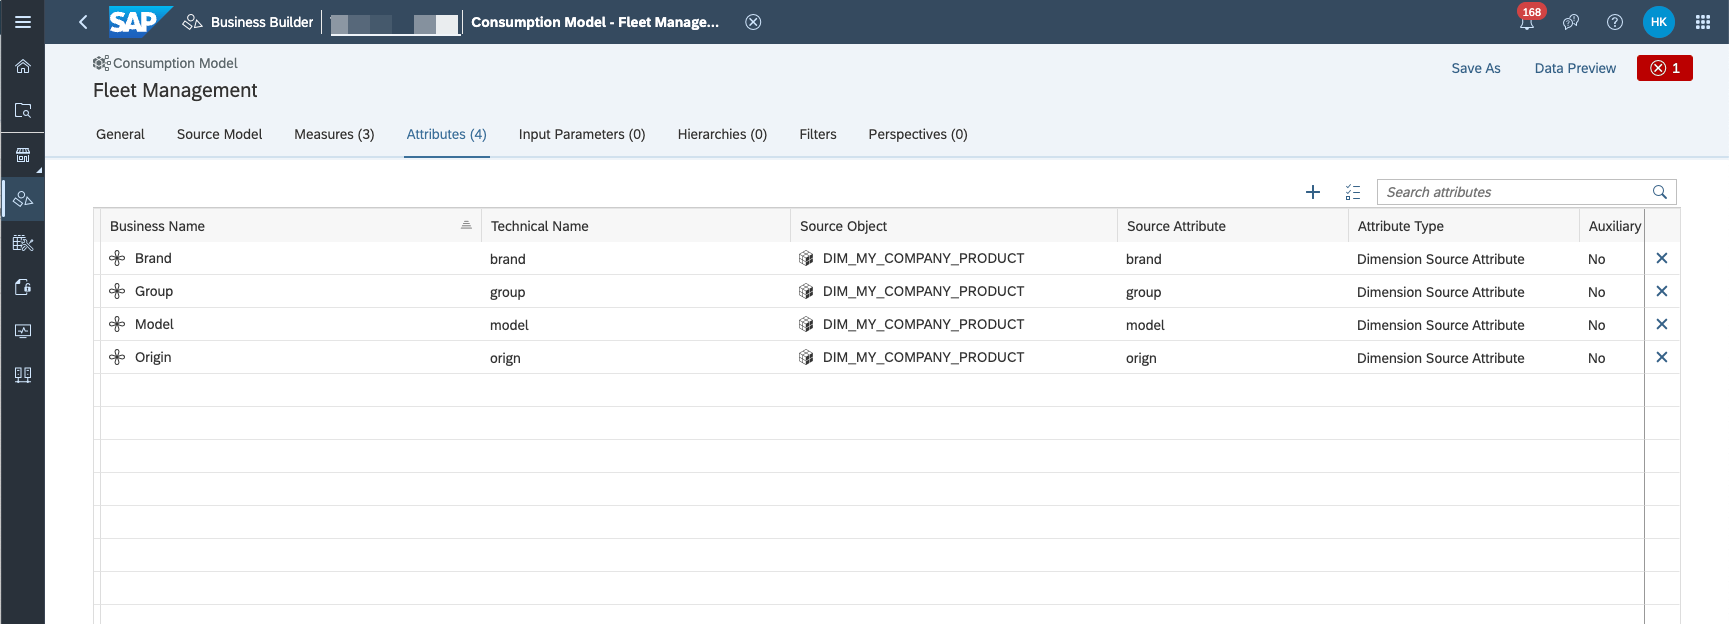 SAP Business Builder Consumption Model - Fleet Manage... 168 HK
Consumption Model
Fleet Management
Save As Data Preview 1
General Source Model Measures (3) Attributes (4) Input Parameters (0) Hierarchies (0) Filters Perspectives (0)
Search attributes
Business Name Technical Name Source Object Source Attribute Attribute Type Auxiliary
Brand brand DIM_MY_COMPANY_PRODUCT brand Dimension Source Attribute No
Group group DIM_MY_COMPANY_PRODUCT group Dimension Source Attribute No
Model model DIM_MY_COMPANY_PRODUCT model Dimension Source Attribute No
Origin orign DIM_MY_COMPANY_PRODUCT orign Dimension Source Attribute No